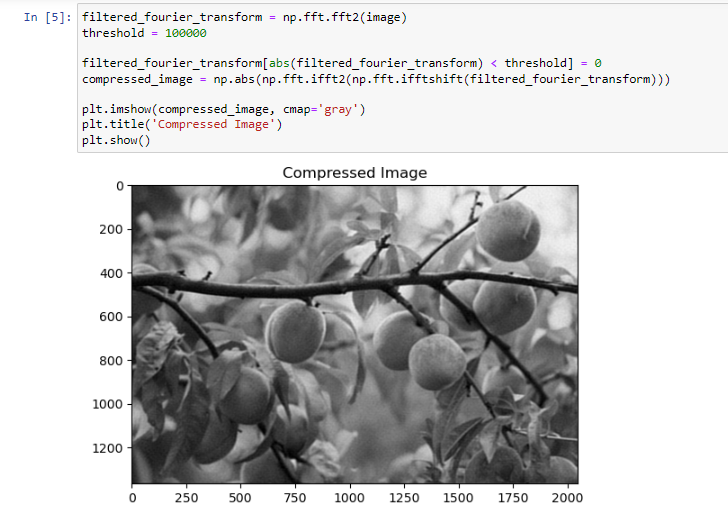 In [5]: filtered_fourier_transform = np.fft.fft2(image)
threshold = 100000
filtered_fourier_transform[abs(filtered_fourier_transform) < threshold] = 0
compressed_image = np.abs(np.fft.ifft2(np.fft.ifftshift(filtered_fourier_transform)))
plt.imshow(compressed_image, cmap='gray')
plt.title('Compressed Image')
plt.show()
Compressed Image
0
200
400
600
800
1000
1200
0 250 500 750 1000 1250 1500 1750 2000